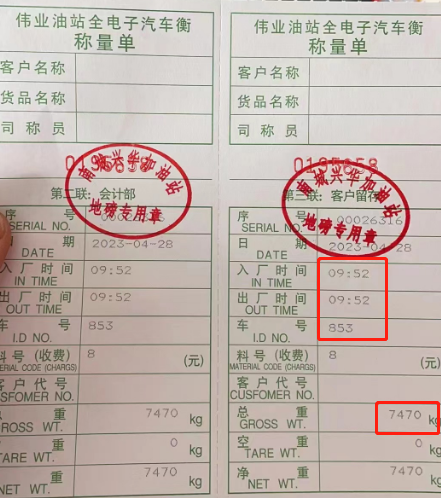 伟业油站全电子汽车衡
称量单
客户名称
货品名称
司称员
南城兴华加油站
地磅专用章
第二联:会计部
序号
SERIAL NO.
期
DATE 2023-04-28
入厂时间
IN TIME 09:52
出厂时间
OUT TIME 09:52
车号
I.D NO. 853
料号(收费) 8 (元)
MATERIAL CODE (CHARGS)
客户代号
CUSFOMER NO.
重
GROSS WT. 7470 kg
重
TARE WT. 0 kg
重
NET WT. 7470 kg
伟业油站全电子汽车衡
称量单
客户名称
货品名称
司称员
南城兴华加油站
地磅专用章
第三联:客户留存
序号
SERIAL NO. 00026316
日期
DATE 2023-04-28
入厂时间
IN TIME 09:52
出厂时间
OUT TIME 09:52
车号
I.D NO. 853
料号(收费) 8 (元)
MATERIAL CODE (CHARGS)
客户代号
CUSFOMER NO.
总重
GROSS WT. 7470 kg
空重
TARE WT. 0 kg
净重
NET WT. 7470 kg